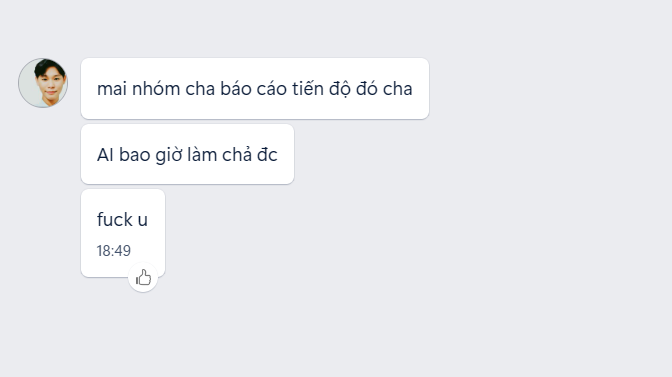 mai nhóm cha báo cáo tiến độ đó cha
AI bao giờ làm chả đc
fuck u
18:49